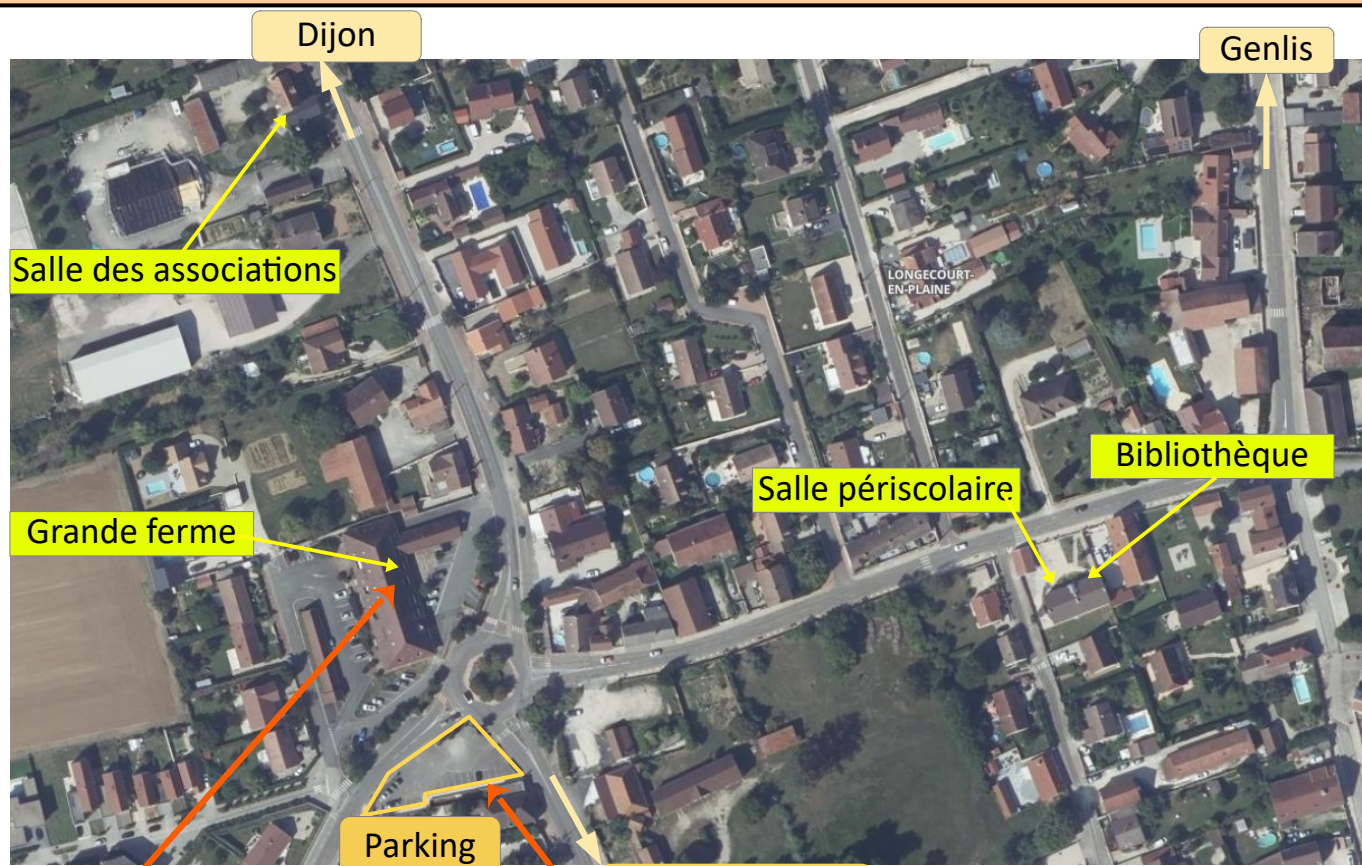 Dijon
Genlis
Salle des associations
LONGECOURT-
EN-PLAINE
Bibliothèque
Salle périscolaire
Grande ferme
Parking